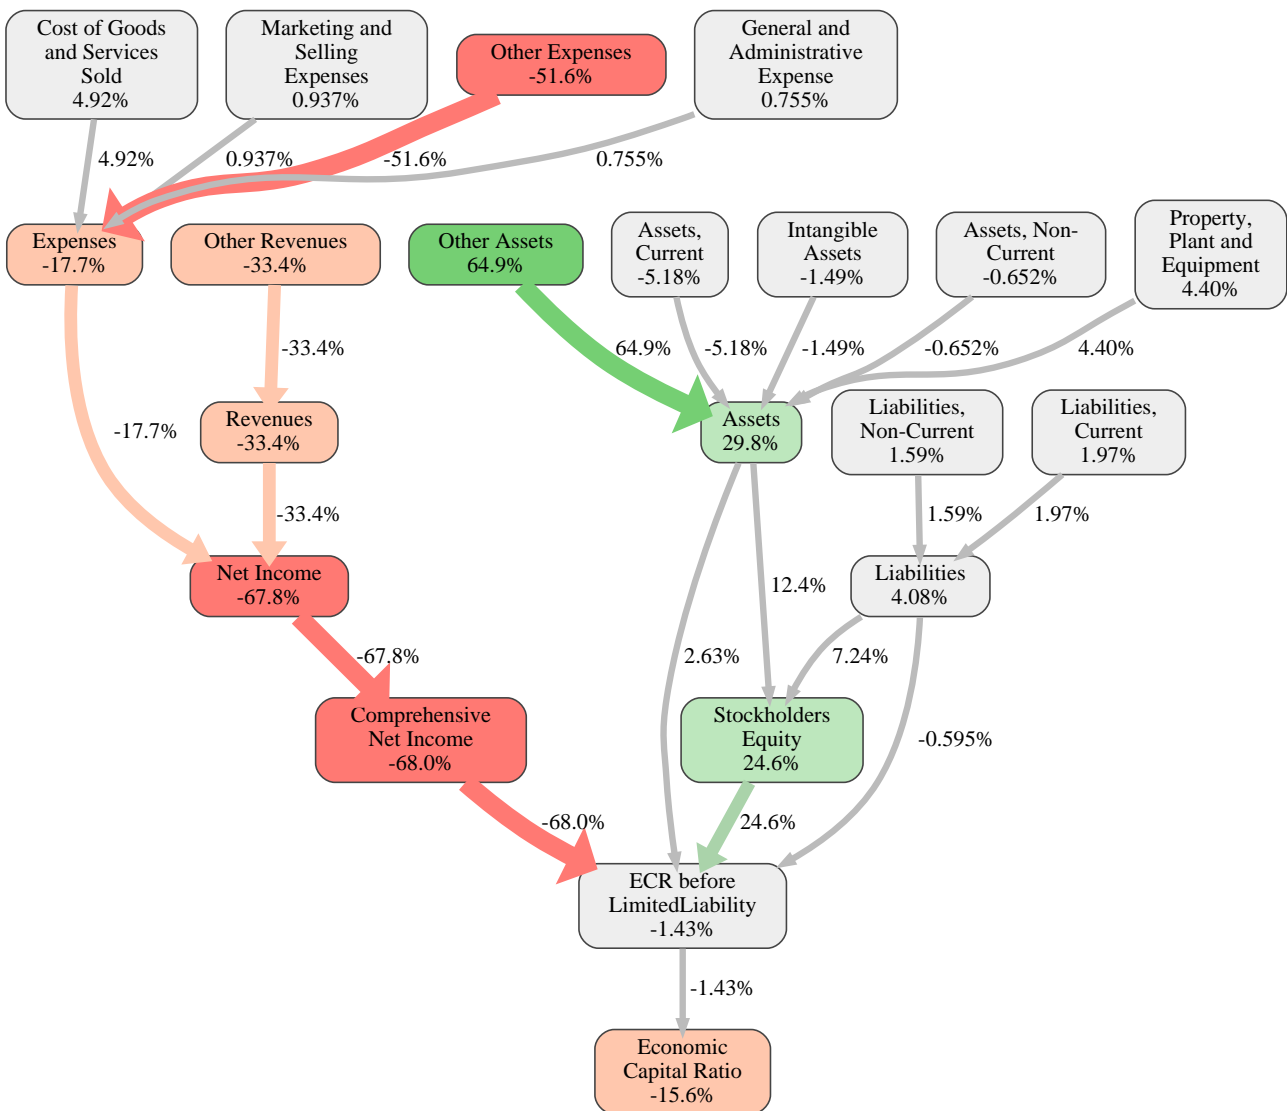 Cost of Goods
and Services
Sold
4.92%
Marketing and
Selling
Expenses
0.937%
Other Expenses
-51.6%
General and
Administrative
Expense
0.755%
4.92%
0.937%
-51.6%
0.755%
Expenses
-17.7%
Other Revenues
-33.4%
Other Assets
64.9%
Assets,
Current
-5.18%
Intangible
Assets
-1.49%
Assets, Non-
Current
-0.652%
Property,
Plant and
Equipment
4.40%
-33.4%
64.9%
-5.18%
-1.49%
-0.652%
4.40%
-17.7%
Revenues
-33.4%
Assets
29.8%
Liabilities,
Non-Current
1.59%
Liabilities,
Current
1.97%
-33.4%
1.59%
1.97%
Net Income
-67.8%
12.4%
Liabilities
4.08%
-67.8%
2.63%
7.24%
Comprehensive
Net Income
-68.0%
Stockholders
Equity
24.6%
-0.595%
-68.0%
24.6%
ECR before
LimitedLiability
-1.43%
-1.43%
Economic
Capital Ratio
-15.6%